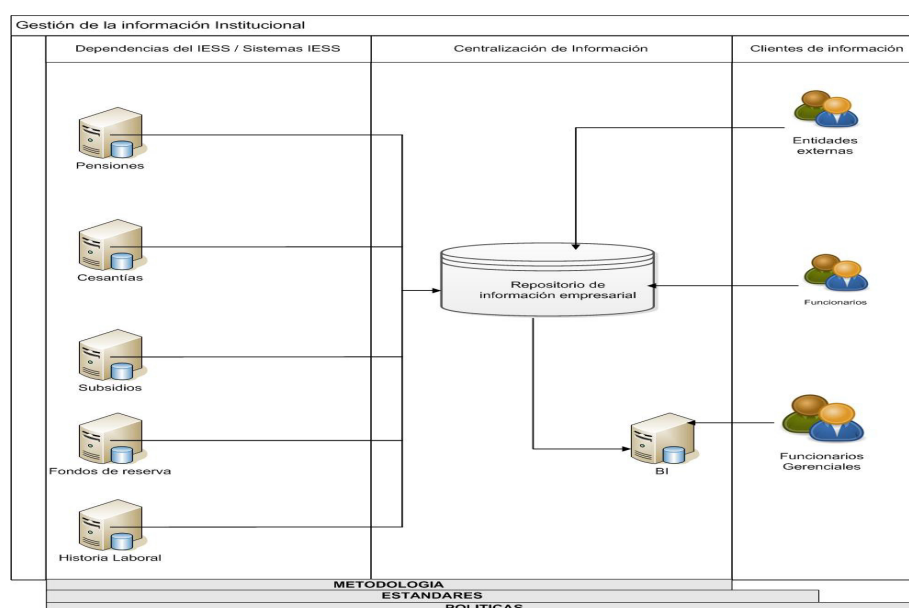 Gestión de la información Institucional
Dependencias del IESS / Sistemas IESS
Centralización de Información
Clientes de información
Pensiones
Cesantías
Subsidios
Fondos de reserva
Historia Laboral
Repositorio de
información empresarial
BI
Entidades
externas
Funcionarios
Funcionarios
Gerenciales
METODOLOGIA
ESTANDARES
POLITICAS